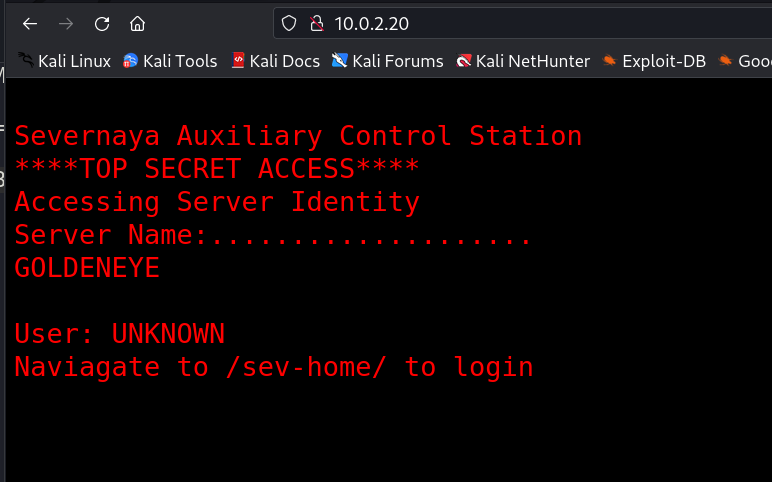 10.0.2.20
Kali Linux Kali Tools Kali Docs Kali Forums Kali NetHunter Exploit-DB
Severnaya Auxiliary Control Station
****TOP SECRET ACCESS****
Accessing Server Identity
Server Name:....................
GOLDENEYE
User: UNKNOWN
Naviagate to /sev-home/ to login